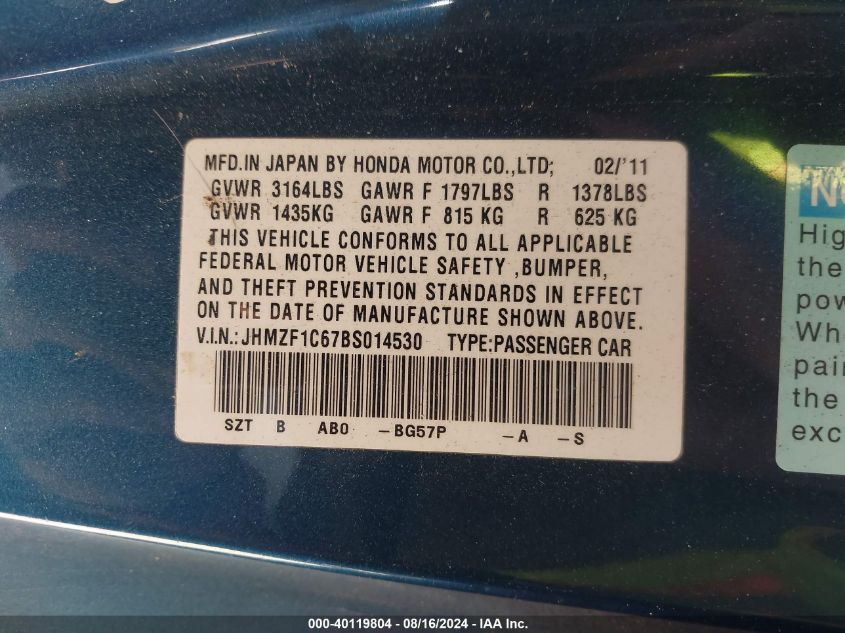 MFD.IN JAPAN BY HONDA MOTOR CO.,LTD; 02/'11
GVWR 3164LBS GAWR F 1797LBS R 1378LBS
GVWR 1435KG GAWR F 815 KG R 625 KG
THIS VEHICLE CONFORMS TO ALL APPLICABLE
FEDERAL MOTOR VEHICLE SAFETY ,BUMPER,
AND THEFT PREVENTION STANDARDS IN EFFECT
ON THE DATE OF MANUFACTURE SHOWN ABOVE.
V.I.N.:JHMZF1C67BS014530 TYPE:PASSENGER CAR
SZT B AB0 -BG57P -A -S
Hig
the
pow
Whe
pain
the
exc
000-40119804 - 08/16/2024 - IAA Inc.